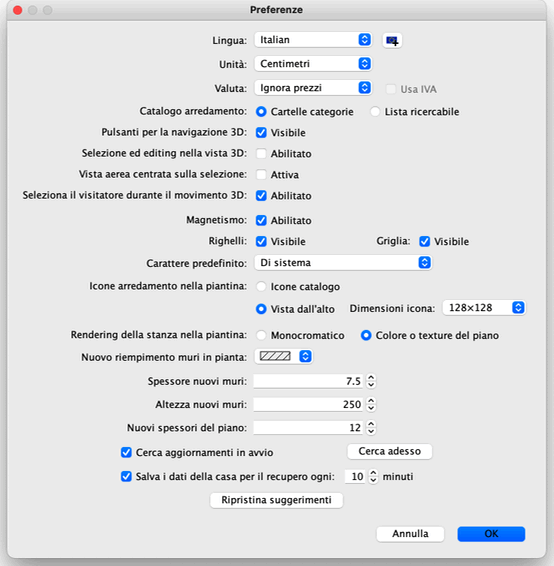 Preferenze
Lingua: Italian
Unità: Centimetri
Valuta: Ignora prezzi Usa IVA
Catalogo arredamento: Cartelle categorie Lista ricercabile
Pulsanti per la navigazione 3D: Visibile
Selezione ed editing nella vista 3D: Abilitato
Vista aerea centrata sulla selezione: Attiva
Seleziona il visitatore durante il movimento 3D: Abilitato
Magnetismo: Abilitato
Righelli: Visibile Griglia: Visibile
Carattere predefinito: Di sistema
Icone arredamento nella piantina: Icone catalogo
Vista dall'alto Dimensioni icona: 128×128
Rendering della stanza nella piantina: Monocromatico Colore o texture del piano
Nuovo riempimento muri in pianta:
Spessore nuovi muri: 7.5
Altezza nuovi muri: 250
Nuovi spessori del piano: 12
Cerca aggiornamenti in avvio Cerca adesso
Salva i dati della casa per il recupero ogni: 10 minuti
Ripristina suggerimenti
Annulla OK